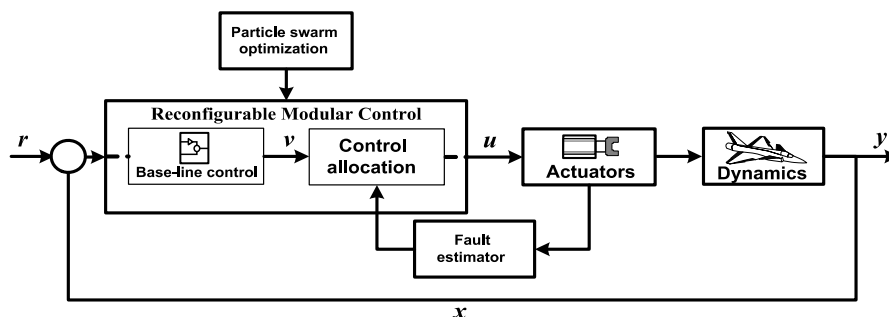 Particle swarm
optimization
Reconfigurable Modular Control
r
Base-line control
v
Control
allocation
u
Actuators
Dynamics
y
Fault
estimator
x